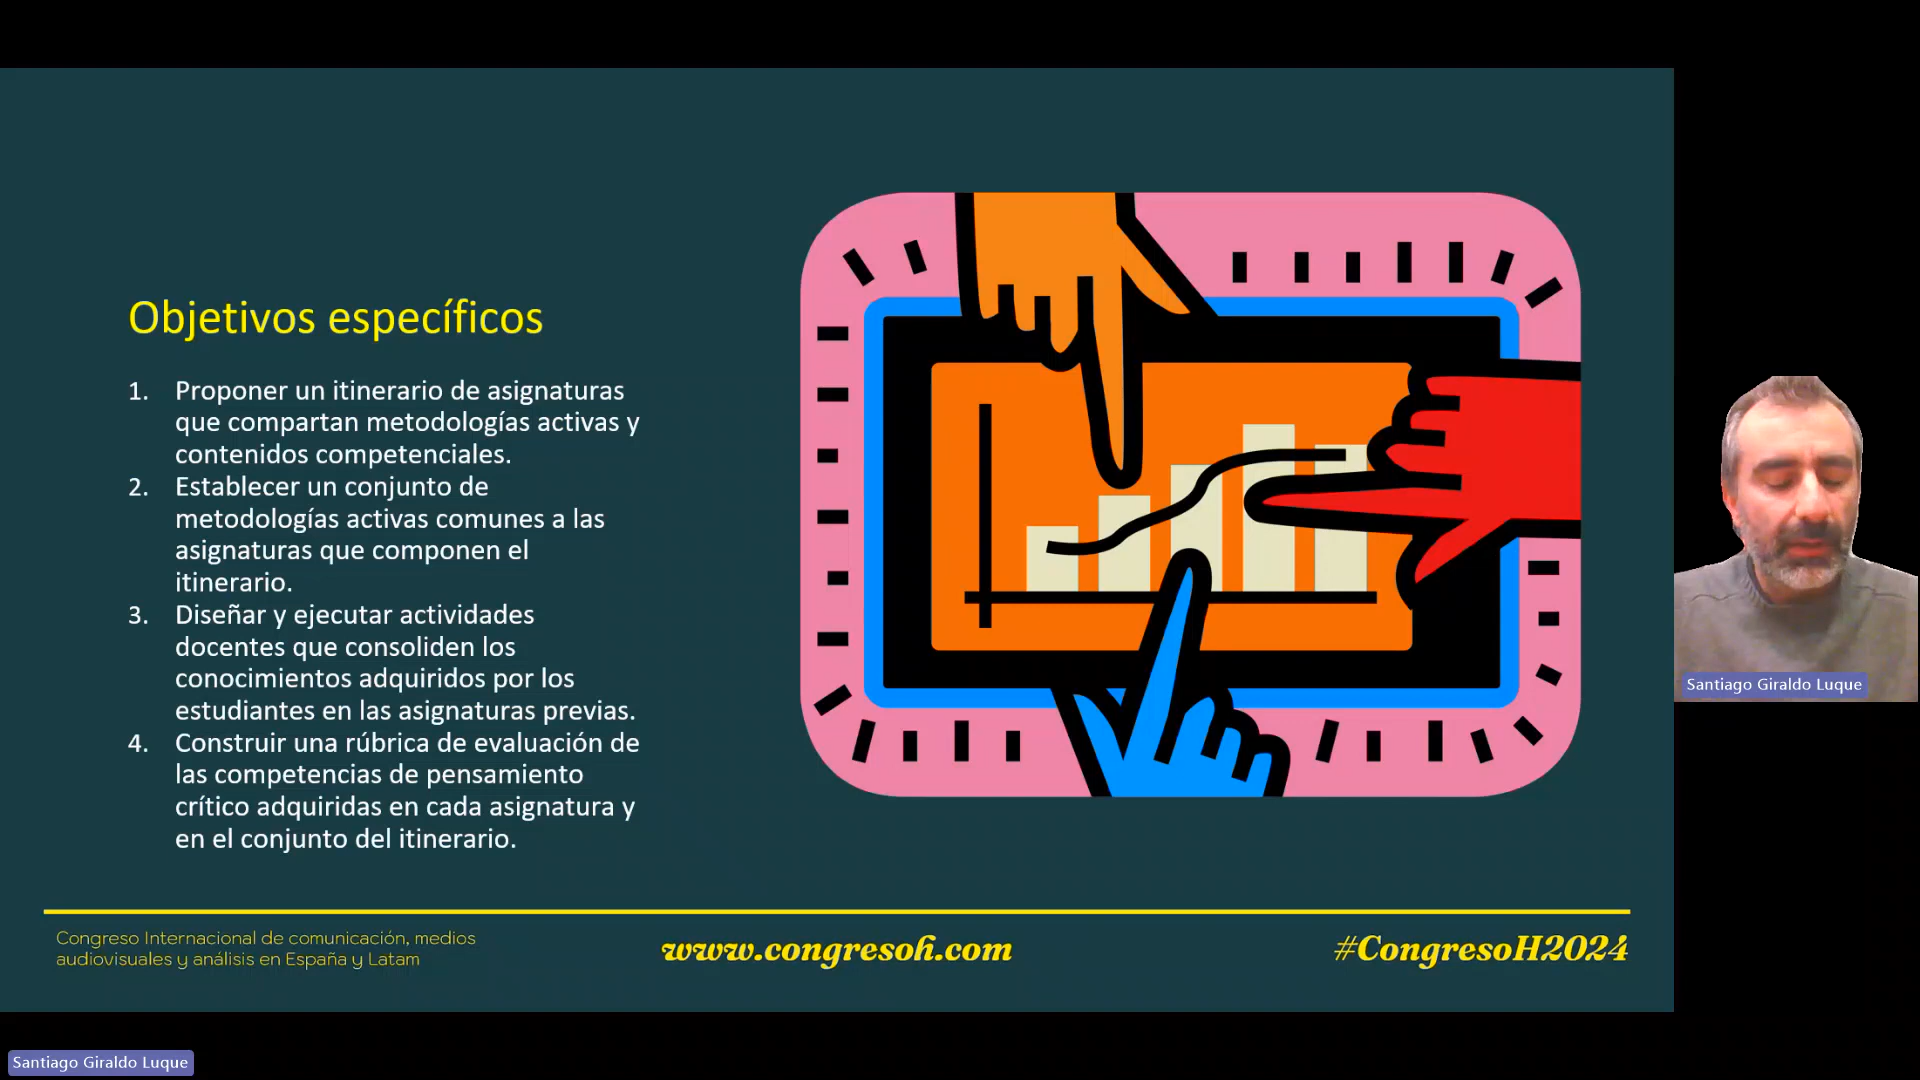 Objetivos específicos
1. Proponer un itinerario de asignaturas
que compartan metodologías activas y
contenidos competenciales.
2. Establecer un conjunto de
metodologías activas comunes a las
asignaturas que componen el
itinerario.
3. Diseñar y ejecutar actividades
docentes que consoliden los
conocimientos adquiridos por los
estudiantes en las asignaturas previas.
4. Construir una rúbrica de evaluación de
las competencias de pensamiento
crítico adquiridas en cada asignatura y
en el conjunto del itinerario.
Congreso Internacional de comunicación, medios
audiovisuales y análisis en España y Latam
www.congresoh.com
#CongresoH2024
Santiago Giraldo Luque
Santiago Giraldo Luque